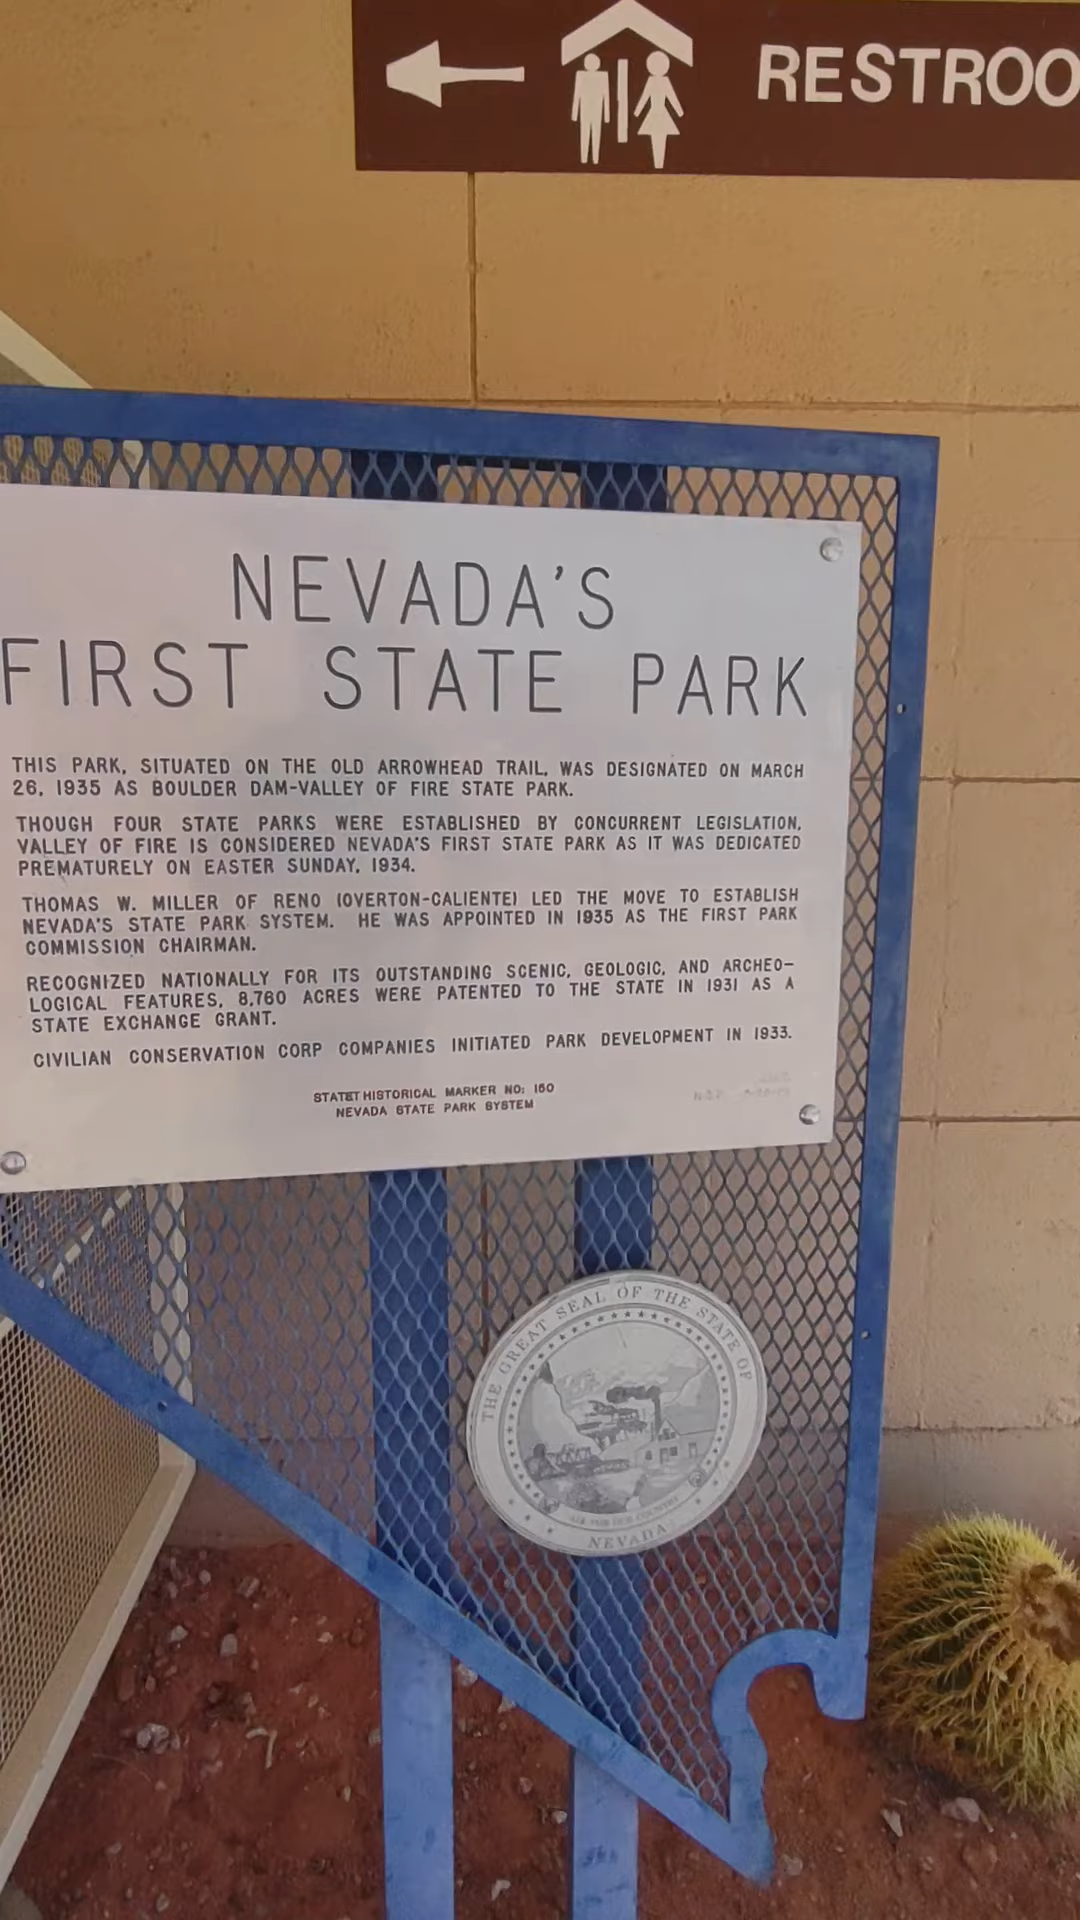 RESTROO
NEVADA'S
FIRST STATE PARK
THIS PARK, SITUATED ON THE OLD ARROWHEAD TRAIL, WAS DESIGNATED ON MARCH
26, 1935 AS BOULDER DAM-VALLEY OF FIRE STATE PARK.
THOUGH FOUR STATE PARKS WERE ESTABLISHED BY CONCURRENT LEGISLATION,
VALLEY OF FIRE IS CONSIDERED NEVADA'S FIRST STATE PARK AS IT WAS DEDICATED
PREMATURELY ON EASTER SUNDAY, 1934.
THOMAS W. MILLER OF RENO (OVERTON-CALIENTE) LED THE MOVE TO ESTABLISH
NEVADA'S STATE PARK SYSTEM. HE WAS APPOINTED IN 1935 AS THE FIRST PARK
COMMISSION CHAIRMAN.
RECOGNIZED NATIONALLY FOR ITS OUTSTANDING SCENIC, GEOLOGIC, AND ARCHEO-
LOGICAL FEATURES, 8,760 ACRES WERE PATENTED TO THE STATE IN 1931 AS A
STATE EXCHANGE GRANT.
CIVILIAN CONSERVATION CORP COMPANIES INITIATED PARK DEVELOPMENT IN 1933.
HISTORICAL MARKER NO: 150
NEVADA STATE PARK SYSTEM
THE GREAT SEAL OF THE STATE OF
NEVADA